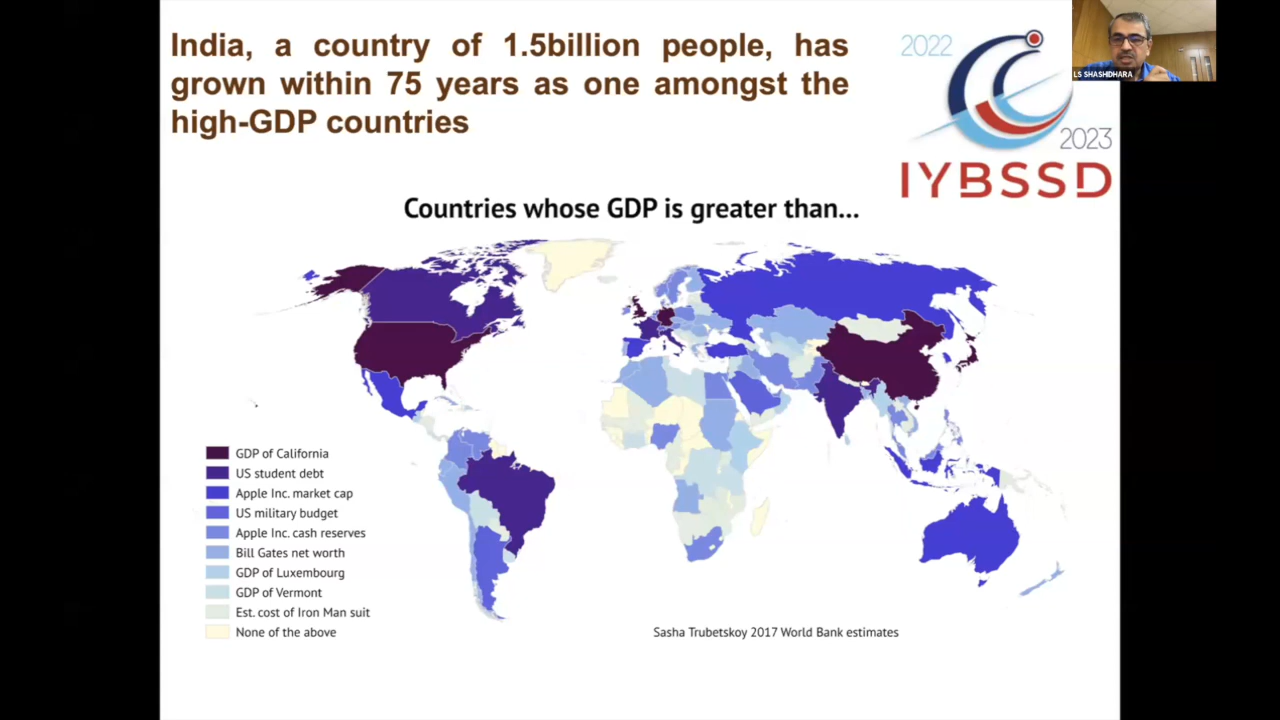 India, a country of 1.5billion people, has
grown within 75 years as one amongst the
high-GDP countries
2022
2023
IYBSSD
LS SHASHIDHARA
Countries whose GDP is greater than...
GDP of California
US student debt
Apple Inc. market cap
US military budget
Apple Inc. cash reserves
Bill Gates net worth
GDP of Luxembourg
GDP of Vermont
Est. cost of Iron Man suit
None of the above
Sasha Trubetskoy 2017 World Bank estimates